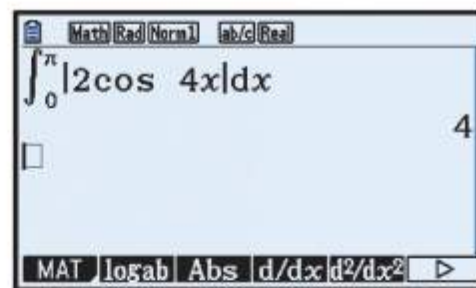 Math Rad Norm1 ab/c Real
∫₀^π |2cos 4x|dx
4
MAT logab Abs d/dx d²/dx² ▷